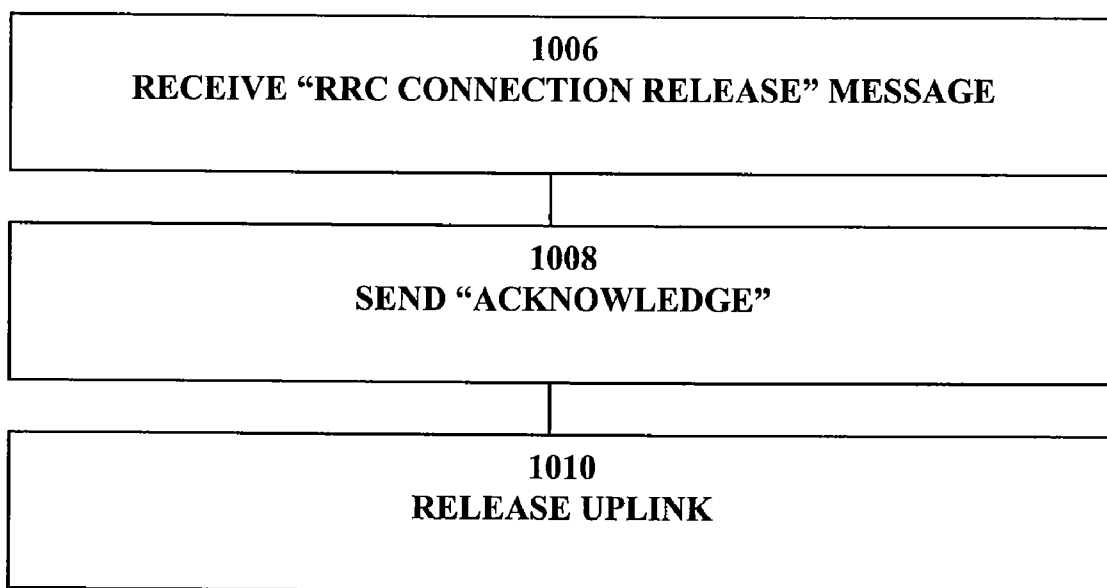 1006
RECEIVE “RRC CONNECTION RELEASE” MESSAGE
1008
SEND “ACKNOWLEDGE”
1010
RELEASE UPLINK